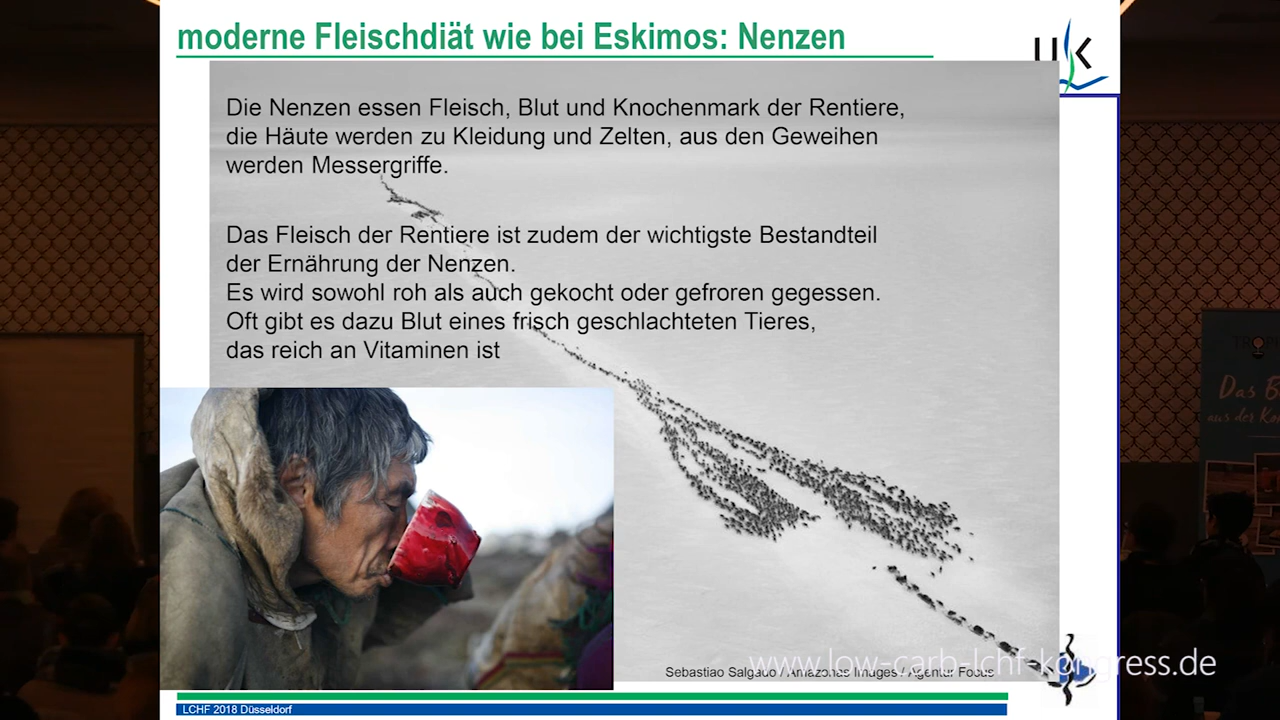 moderne Fleischdiät wie bei Eskimos: Nenzen
UK
Die Nenzen essen Fleisch, Blut und Knochenmark der Rentiere,
die Häute werden zu Kleidung und Zelten, aus den Geweihen
werden Messergriffe.
Das Fleisch der Rentiere ist zudem der wichtigste Bestandteil
der Ernährung der Nenzen.
Es wird sowohl roh als auch gekocht oder gefroren gegessen.
Oft gibt es dazu Blut eines frisch geschlachteten Tieres,
das reich an Vitaminen ist
Das
aus der
Sebastiao Salgado / Amazonas Images / Agentur Focus
www.low-carb-lchf-kongress.de
LCHF 2018 Düsseldorf